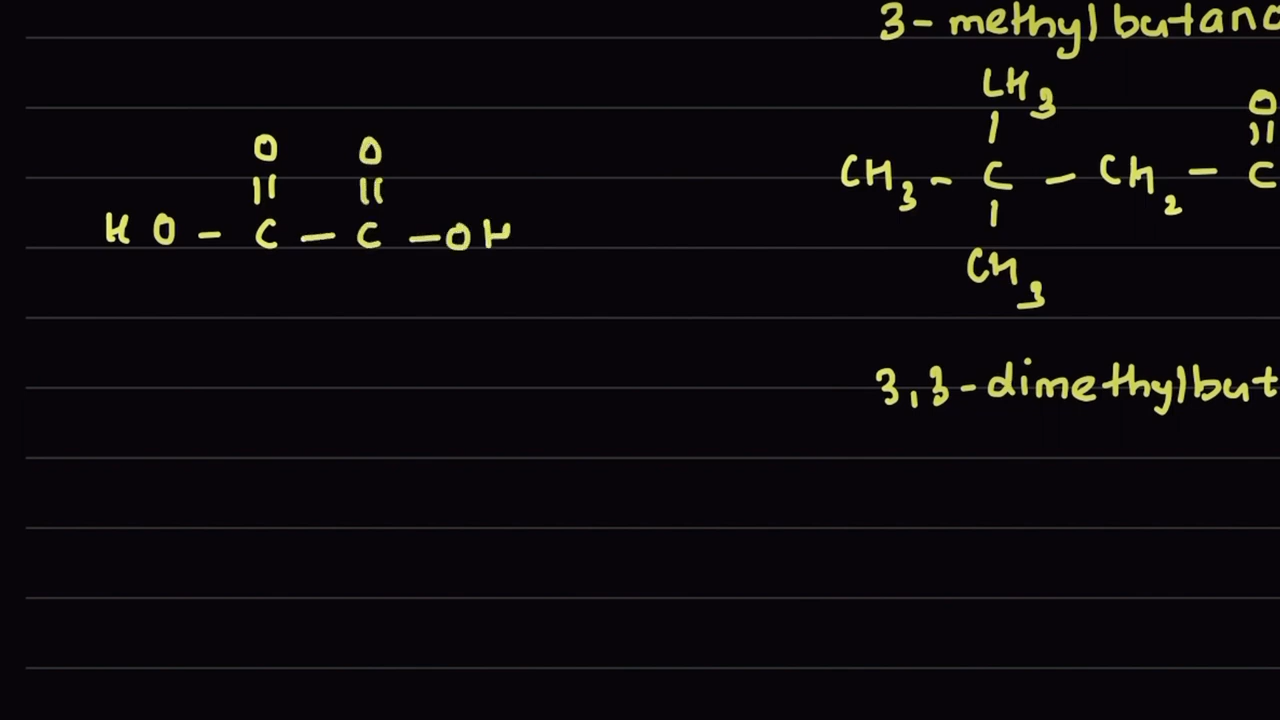 3-methylbutano
CH3
O O O
|| || | ||
HO - C - C - OH CH3 - C - CH2 - C
|
CH3
3,3-dimethylbut